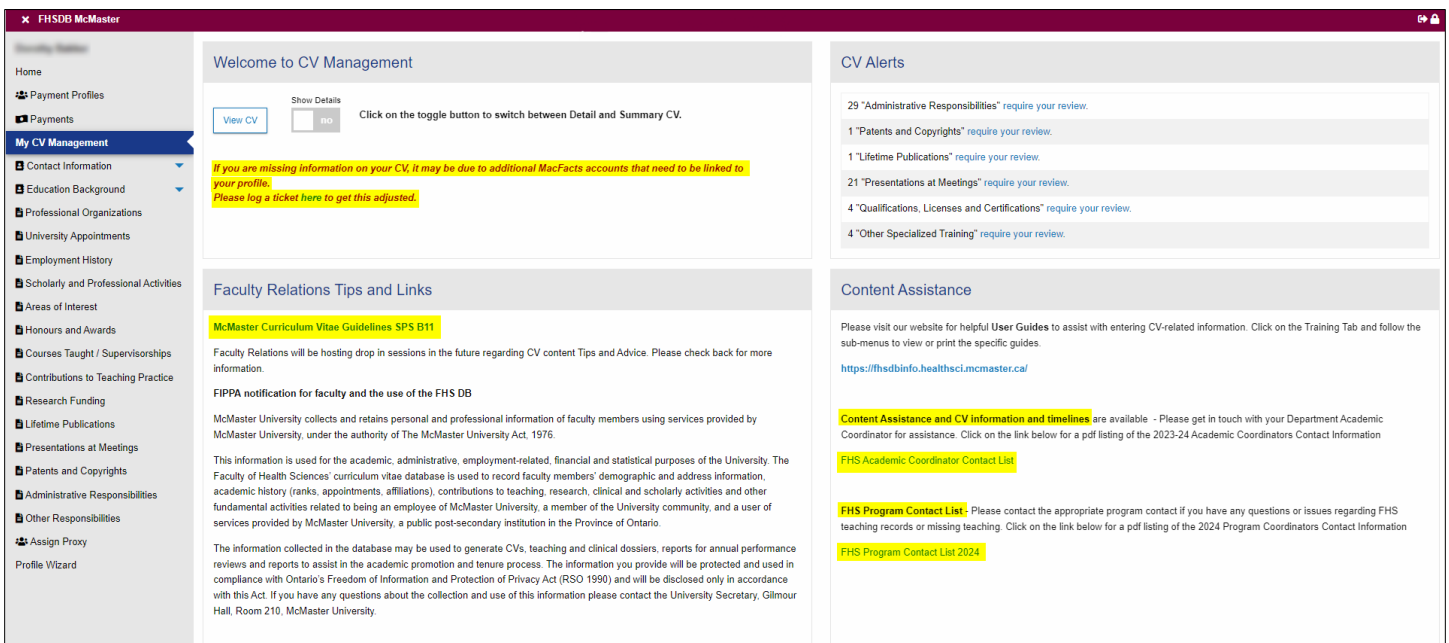 FHSDB McMaster
Home
Payment Profiles
Payments
My CV Management
Contact Information
Education Background
Professional Organizations
University Appointments
Employment History
Scholarly and Professional Activities
Areas of Interest
Honours and Awards
Courses Taught / Supervisorships
Contributions to Teaching Practice
Research Funding
Lifetime Publications
Presentations at Meetings
Patents and Copyrights
Administrative Responsibilities
Other Responsibilities
Assign Proxy
Profile Wizard
Welcome to CV Management
View CV
Show Details
no
Click on the toggle button to switch between Detail and Summary CV.
If you are missing information on your CV, it may be due to additional MacFacts accounts that need to be linked to
your profile.
Please log a ticket here to get this adjusted.
CV Alerts
29 "Administrative Responsibilities" require your review.
1 "Patents and Copyrights" require your review.
1 "Lifetime Publications" require your review.
21 "Presentations at Meetings" require your review.
4 "Qualifications, Licenses and Certifications" require your review.
4 "Other Specialized Training" require your review.
Faculty Relations Tips and Links
McMaster Curriculum Vitae Guidelines SPS B11
Faculty Relations will be hosting drop in sessions in the future regarding CV content Tips and Advice. Please check back for more
information.
FIPPA notification for faculty and the use of the FHS DB
McMaster University collects and retains personal and professional information of faculty members using services provided by
McMaster University, under the authority of The McMaster University Act, 1976.
This information is used for the academic, administrative, employment-related, financial and statistical purposes of the University. The
Faculty of Health Sciences' curriculum vitae database is used to record faculty members' demographic and address information,
academic history (ranks, appointments, affiliations), contributions to teaching, research, clinical and scholarly activities and other
fundamental activities related to being an employee of McMaster University, a member of the University community, and a user of
services provided by McMaster University, a public post-secondary institution in the Province of Ontario.
The information collected in the database may be used to generate CVs, teaching and clinical dossiers, reports for annual performance
reviews and reports to assist in the academic promotion and tenure process. The information you provide will be protected and used in
compliance with Ontario's Freedom of Information and Protection of Privacy Act (RSO 1990) and will be disclosed only in accordance
with this Act. If you have any questions about the collection and use of this information please contact the University Secretary, Gilmour
Hall, Room 210, McMaster University.
Content Assistance
Please visit our website for helpful User Guides to assist with entering CV-related information. Click on the Training Tab and follow the
sub-menus to view or print the specific guides.
https://fhsdbinfo.healthsci.mcmaster.ca/
Content Assistance and CV information and timelines are available - Please get in touch with your Department Academic
Coordinator for assistance. Click on the link below for a pdf listing of the 2023-24 Academic Coordinators Contact Information
FHS Academic Coordinator Contact List
FHS Program Contact List - Please contact the appropriate program contact if you have any questions or issues regarding FHS
teaching records or missing teaching. Click on the link below for a pdf listing of the 2024 Program Coordinators Contact Information
FHS Program Contact List 2024